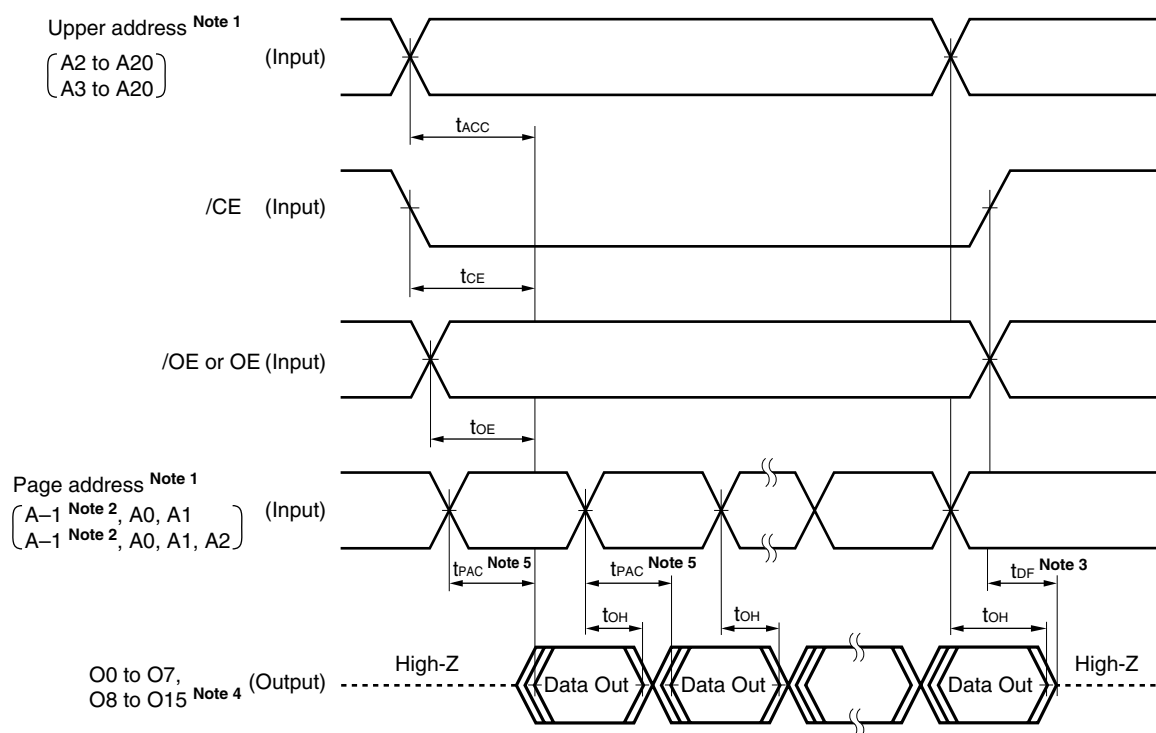 Upper address Note 1
(Input)
A2 to A20
A3 to A20
tACC
/CE (Input)
tCE
/OE or OE (Input)
tOE
Page address Note 1
(Input)
A–1 Note 2, A0, A1
A–1 Note 2, A0, A1, A2
tPAC Note 5
tPAC Note 5
tDF Note 3
tOH
tOH
tOH
High-Z
High-Z
O0 to O7,
O8 to O15 Note 4
(Output)
Data Out
Data Out
Data Out